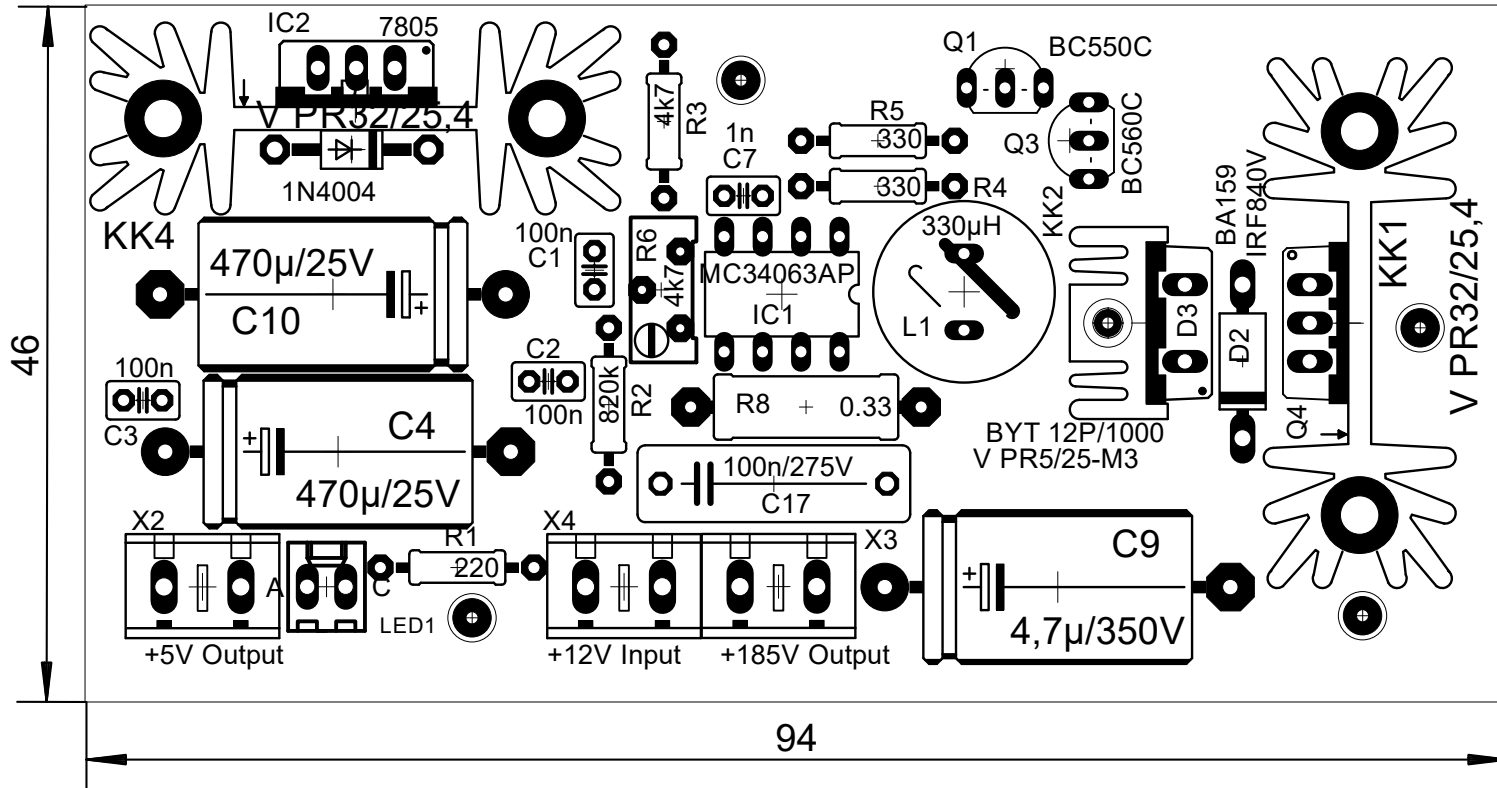 IC2
7805
V PR32/25,4
1N4004
KK4
470µ/25V
+
C10
100n
C3
+
C4
470µ/25V
4k7
R3
1n
C7
100n
C1
R6
4k7
C2
100n
820k
R2
MC34063AP
IC1
R5
330
330
R4
Q1
BC550C
Q3
BC560C
KK2
330µH
L1
BA159
IRF840V
D3
D2
Q4
KK1
V PR32/25,4
R8
0.33
BYT 12P/1000
V PR5/25-M3
100n/275V
C17
X2
A
C
LED1
R1
220
X4
X3
+
C9
4,7µ/350V
+5V Output
+12V Input
+185V Output
46
94